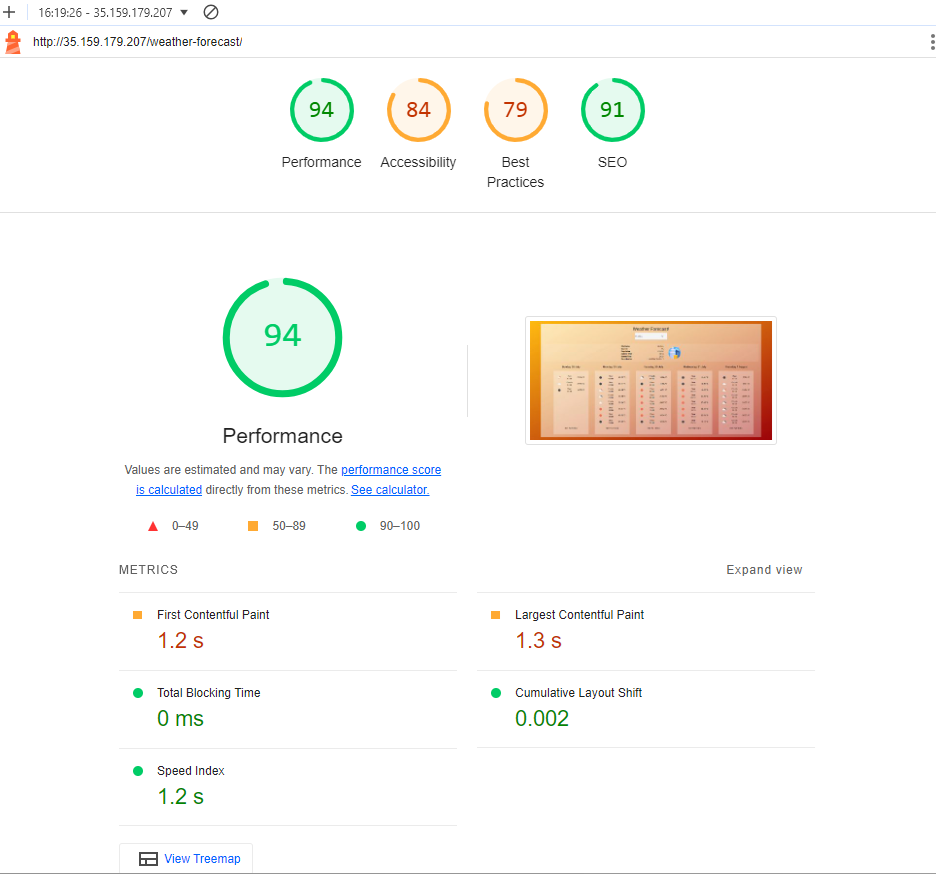 16:19:26 - 35.159.179.207
http://35.159.179.207/weather-forecast/
94
84
79
91
Performance
Accessibility
Best
Practices
SEO
94
Weather Forecast
Performance
Values are estimated and may vary. The performance score
is calculated directly from these metrics. See calculator.
0–49
50–89
90–100
METRICS
Expand view
First Contentful Paint
1.2 s
Largest Contentful Paint
1.3 s
Total Blocking Time
0 ms
Cumulative Layout Shift
0.002
Speed Index
1.2 s
View Treemap